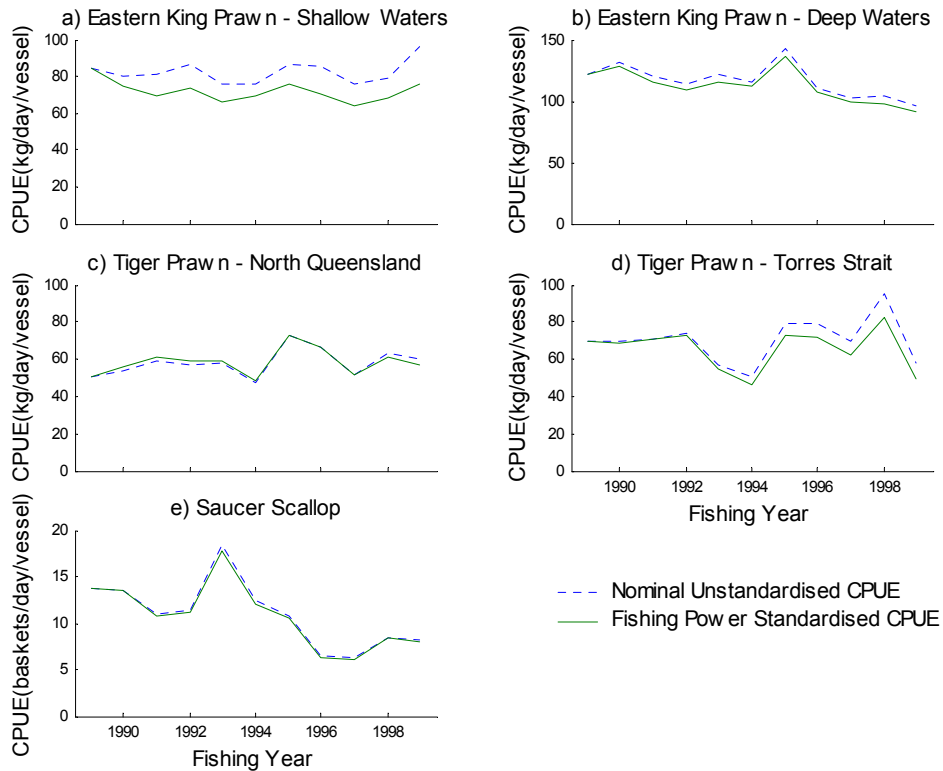 a) Eastern King Prawn - Shallow Waters
100
80
60
40
20
0
CPUE(kg/day/vessel)
b) Eastern King Prawn - Deep Waters
150
100
50
0
CPUE(kg/day/vessel)
c) Tiger Prawn - North Queensland
100
80
60
40
20
0
CPUE(kg/day/vessel)
d) Tiger Prawn - Torres Strait
100
80
60
40
20
0
CPUE(kg/day/vessel)
1990 1992 1994 1996 1998
Fishing Year
e) Saucer Scallop
20
15
10
5
0
CPUE(baskets/day/vessel)
1990 1992 1994 1996 1998
Fishing Year
Nominal Unstandardised CPUE
Fishing Power Standardised CPUE